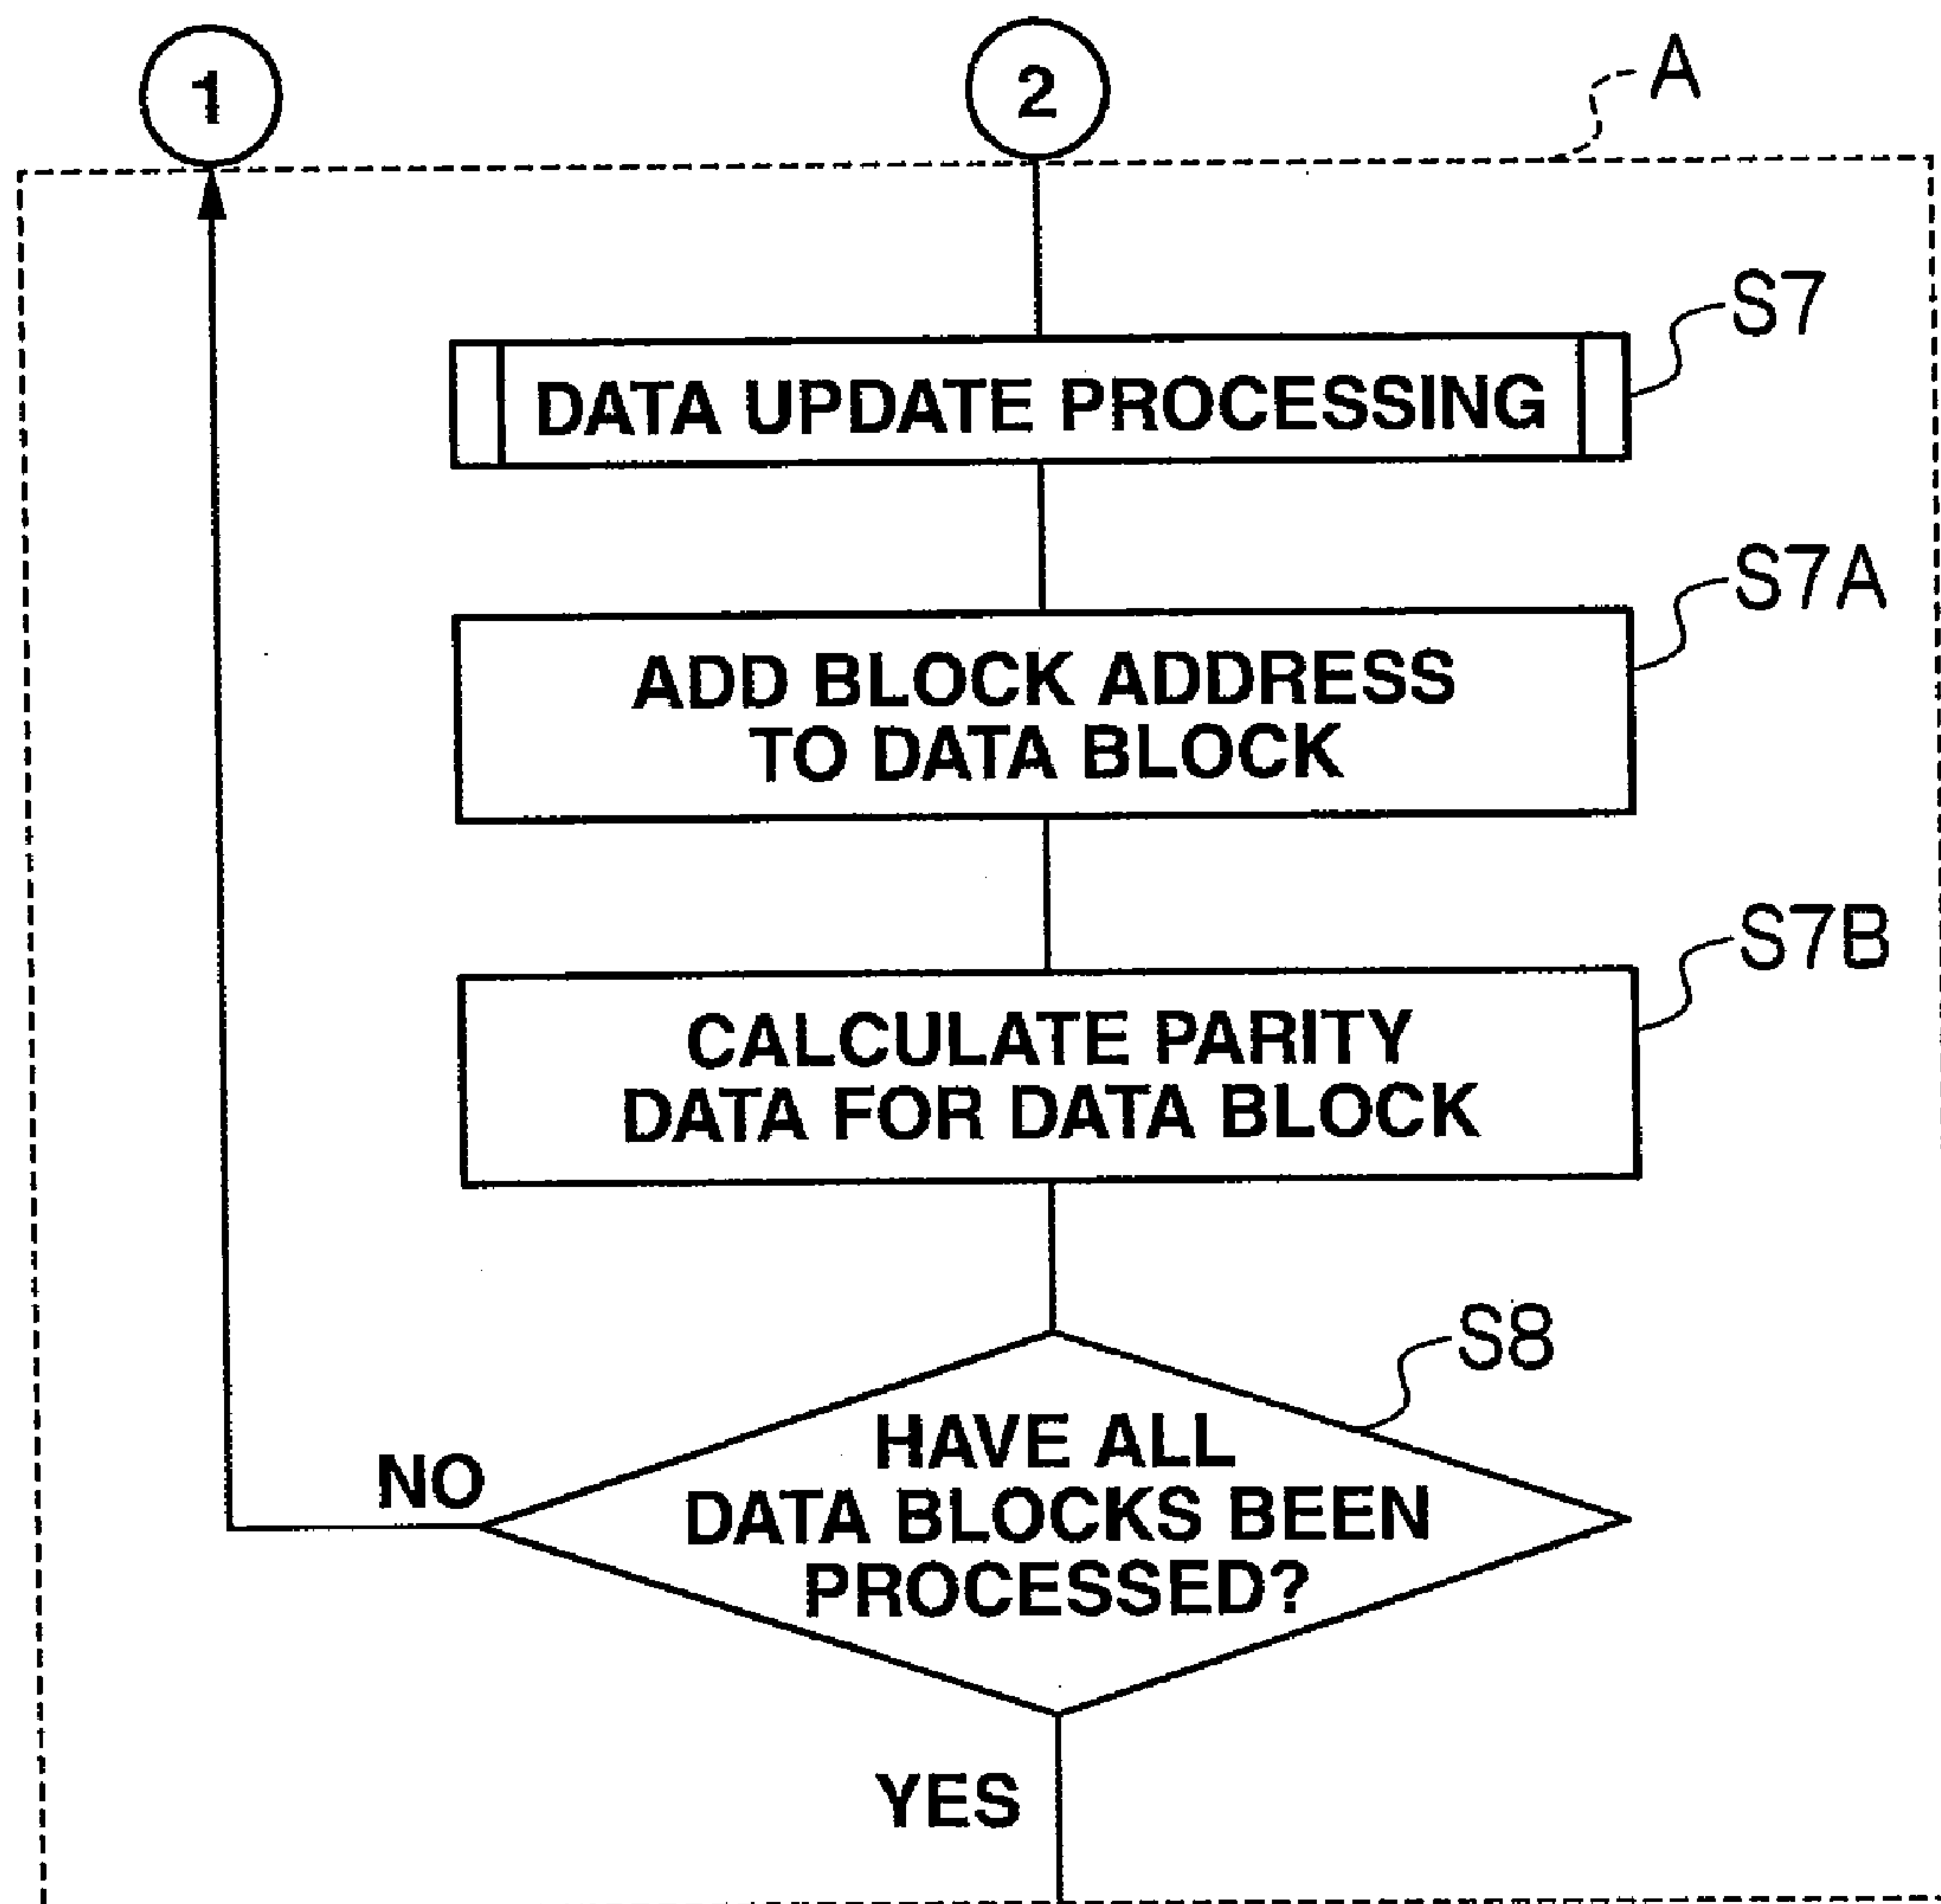 1
2
A
S7
DATA UPDATE PROCESSING
S7A
ADD BLOCK ADDRESS
TO DATA BLOCK
S7B
CALCULATE PARITY
DATA FOR DATA BLOCK
S8
HAVE ALL
DATA BLOCKS BEEN
PROCESSED?
NO
YES